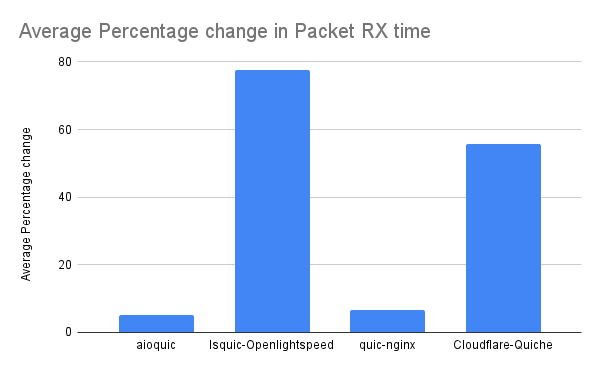 Average Percentage change in Packet RX time
Average Percentage change
80
60
40
20
0
aioquic
lsquic-Openlightspeed
quic-nginx
Cloudflare-Quiche